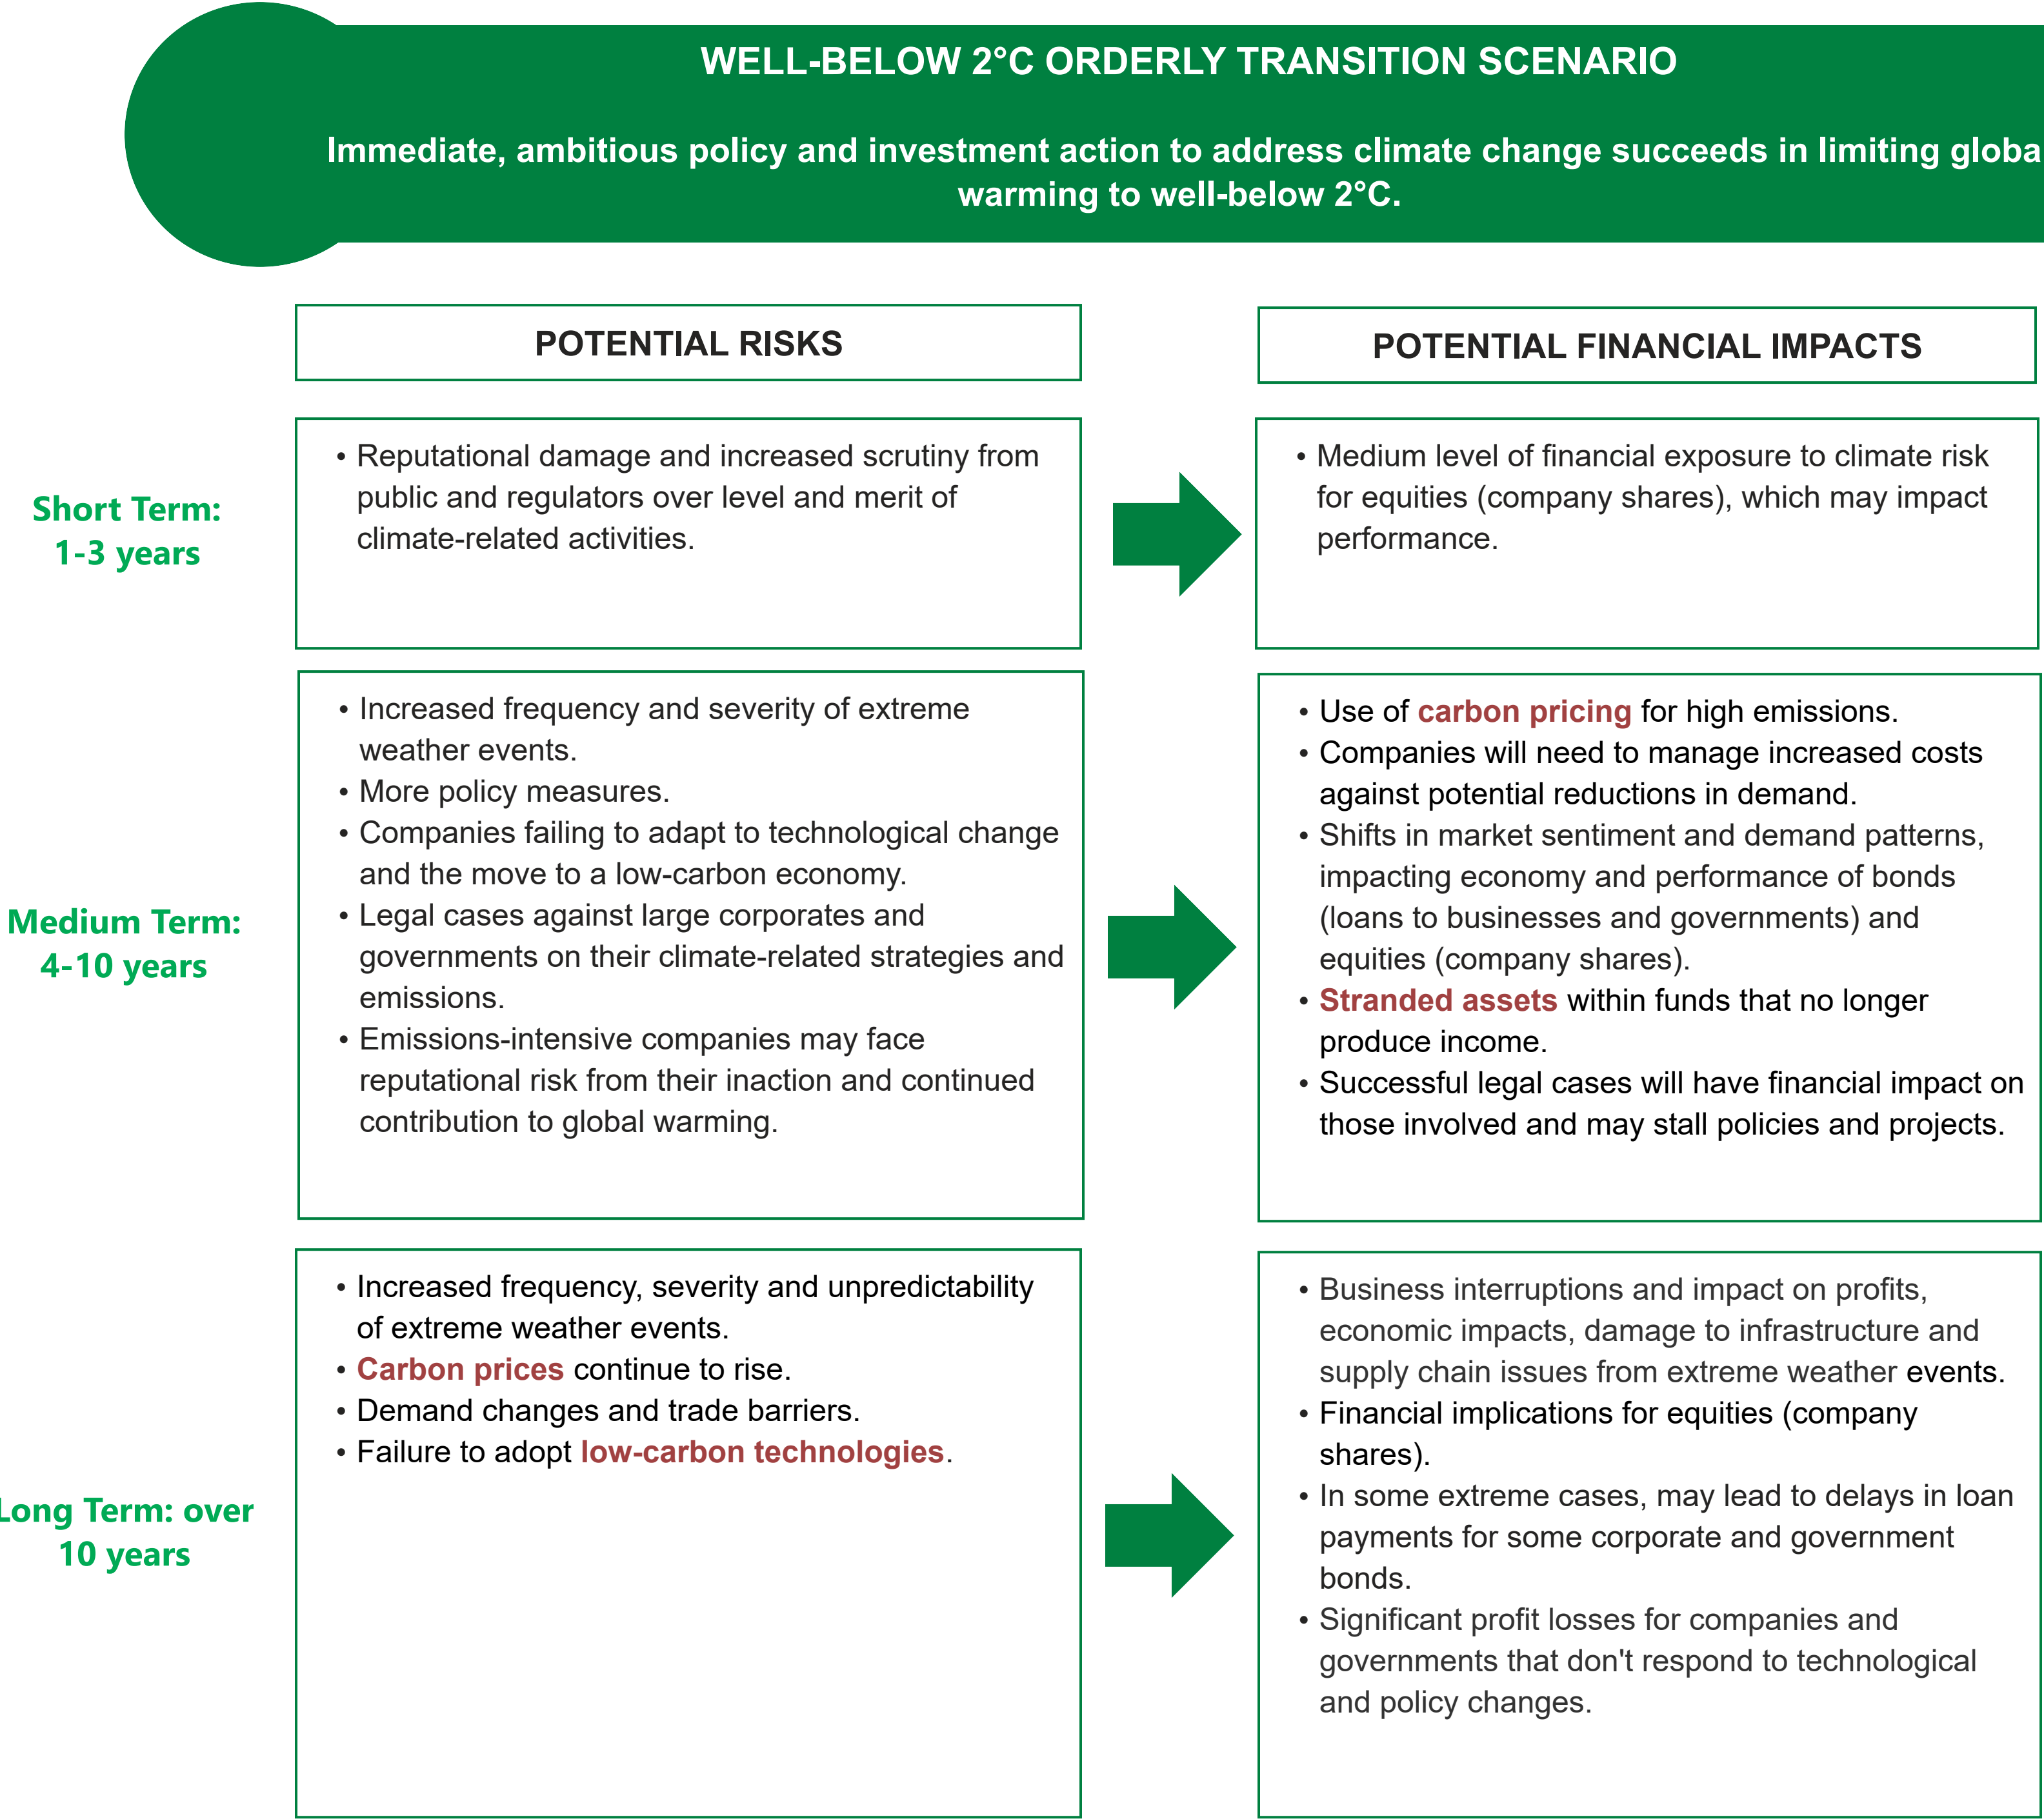 WELL-BELOW 2°C ORDERLY TRANSITION SCENARIO
Immediate, ambitious policy and investment action to address climate change succeeds in limiting globa
warming to well-below 2°C.
POTENTIAL RISKS
POTENTIAL FINANCIAL IMPACTS
Short Term:
1-3 years
• Reputational damage and increased scrutiny from
public and regulators over level and merit of
climate-related activities.
• Medium level of financial exposure to climate risk
for equities (company shares), which may impact
performance.
Medium Term:
4-10 years
• Increased frequency and severity of extreme
weather events.
• More policy measures.
• Companies failing to adapt to technological change
and the move to a low-carbon economy.
• Legal cases against large corporates and
governments on their climate-related strategies and
emissions.
• Emissions-intensive companies may face
reputational risk from their inaction and continued
contribution to global warming.
• Use of carbon pricing for high emissions.
• Companies will need to manage increased costs
against potential reductions in demand.
• Shifts in market sentiment and demand patterns,
impacting economy and performance of bonds
(loans to businesses and governments) and
equities (company shares).
• Stranded assets within funds that no longer
produce income.
• Successful legal cases will have financial impact on
those involved and may stall policies and projects.
Long Term: over
10 years
• Increased frequency, severity and unpredictability
of extreme weather events.
• Carbon prices continue to rise.
• Demand changes and trade barriers.
• Failure to adopt low-carbon technologies.
• Business interruptions and impact on profits,
economic impacts, damage to infrastructure and
supply chain issues from extreme weather events.
• Financial implications for equities (company
shares).
• In some extreme cases, may lead to delays in loan
payments for some corporate and government
bonds.
• Significant profit losses for companies and
governments that don't respond to technological
and policy changes.